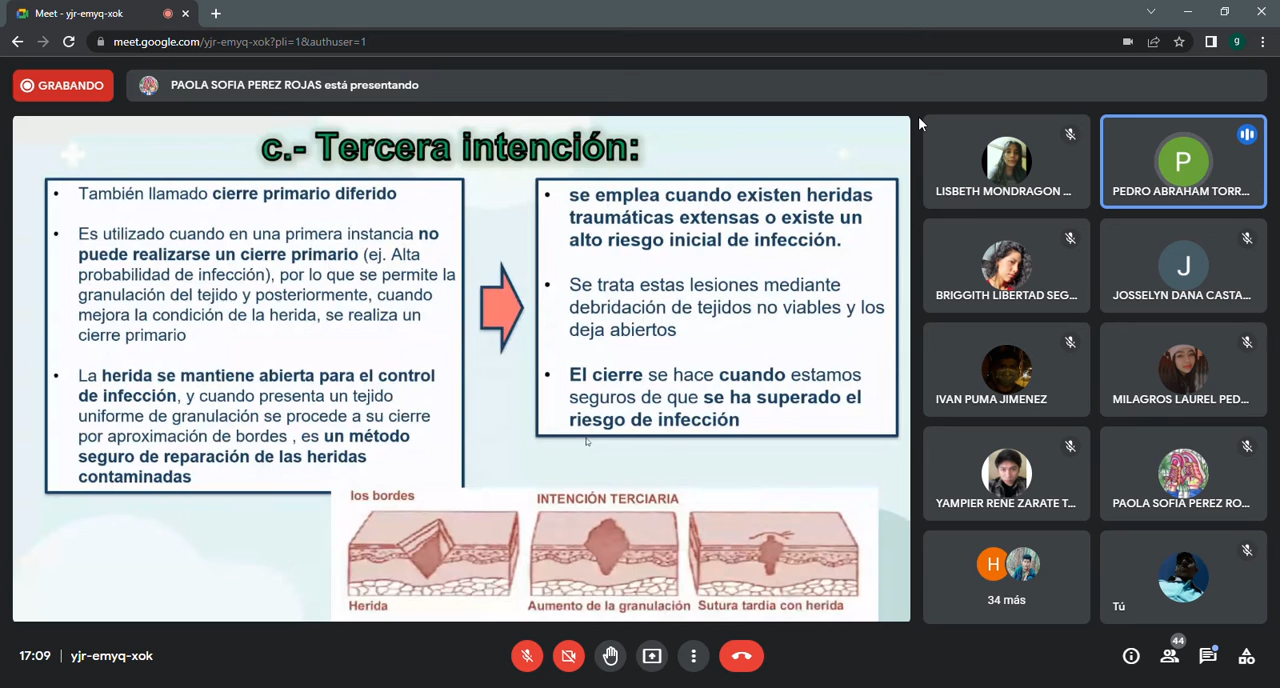 Meet - yjr-emyq-xok
meet.google.com/yjr-emyq-xok?pli=1&authuser=1
g
GRABANDO
PAOLA SOFIA PEREZ ROJAS está presentando
c.- Tercera intención:
• También llamado cierre primario diferido
• Es utilizado cuando en una primera instancia no
puede realizarse un cierre primario (ej. Alta
probabilidad de infección), por lo que se permite la
granulación del tejido y posteriormente, cuando
mejora la condición de la herida, se realiza un
cierre primario
• La herida se mantiene abierta para el control
de infección, y cuando presenta un tejido
uniforme de granulación se procede a su cierre
por aproximación de bordes , es un método
seguro de reparación de las heridas
contaminadas
• se emplea cuando existen heridas
traumáticas extensas o existe un
alto riesgo inicial de infección.
• Se trata estas lesiones mediante
debridación de tejidos no viables y los
deja abiertos
• El cierre se hace cuando estamos
seguros de que se ha superado el
riesgo de infección
los bordes
INTENCIÓN TERCIARIA
Herida
Aumento de la granulación
Sutura tardia con herida
LISBETH MONDRAGON ...
P
PEDRO ABRAHAM TORR...
BRIGGITH LIBERTAD SEG...
J
JOSSELYN DANA CASTA...
IVAN PUMA JIMENEZ
MILAGROS LAUREL PED...
YAMPIER RENE ZARATE T...
PAOLA SOFIA PEREZ RO...
H
34 más
Tú
17:09 | yjr-emyq-xok
44